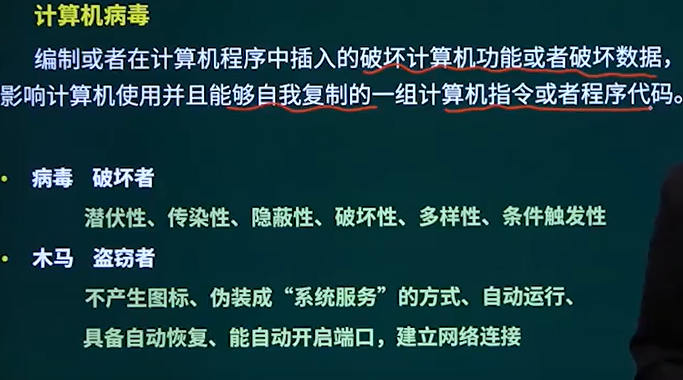 计算机病毒
编制或者在计算机程序中插入的破坏计算机功能或者破坏数据，
影响计算机使用并且能够自我复制的一组计算机指令或者程序代码。
• 病毒 破坏者
潜伏性、传染性、隐蔽性、破坏性、多样性、条件触发性
• 木马 盗窃者
不产生图标、伪装成“系统服务”的方式、自动运行、
具备自动恢复、能自动开启端口，建立网络连接